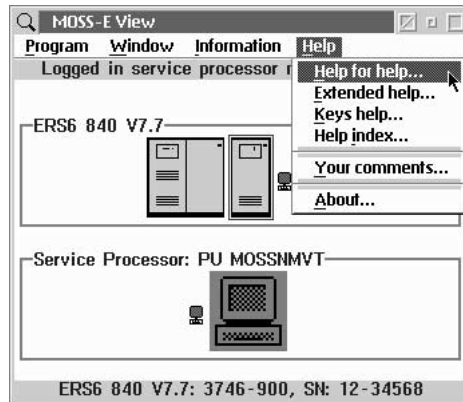 MOSS-E View
Program Window Information Help
Logged in service processor
Help for help...
Extended help...
Keys help...
Help index...
Your comments...
About...
ERS6 840 V7.7
Service Processor: PU MOSSNMVT
ERS6 840 V7.7: 3746-900, SN: 12-34568